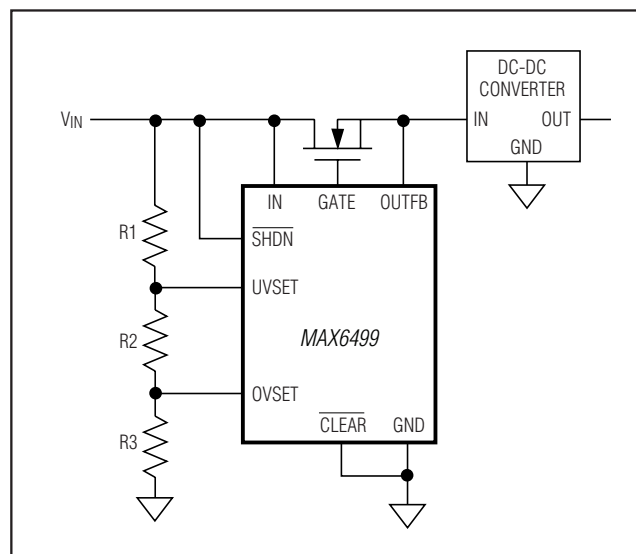 DC-DC
CONVERTER
IN OUT
GND
VIN
IN GATE OUTFB
SHDN
R1
UVSET
R2
MAX6499
OVSET
R3
CLEAR GND